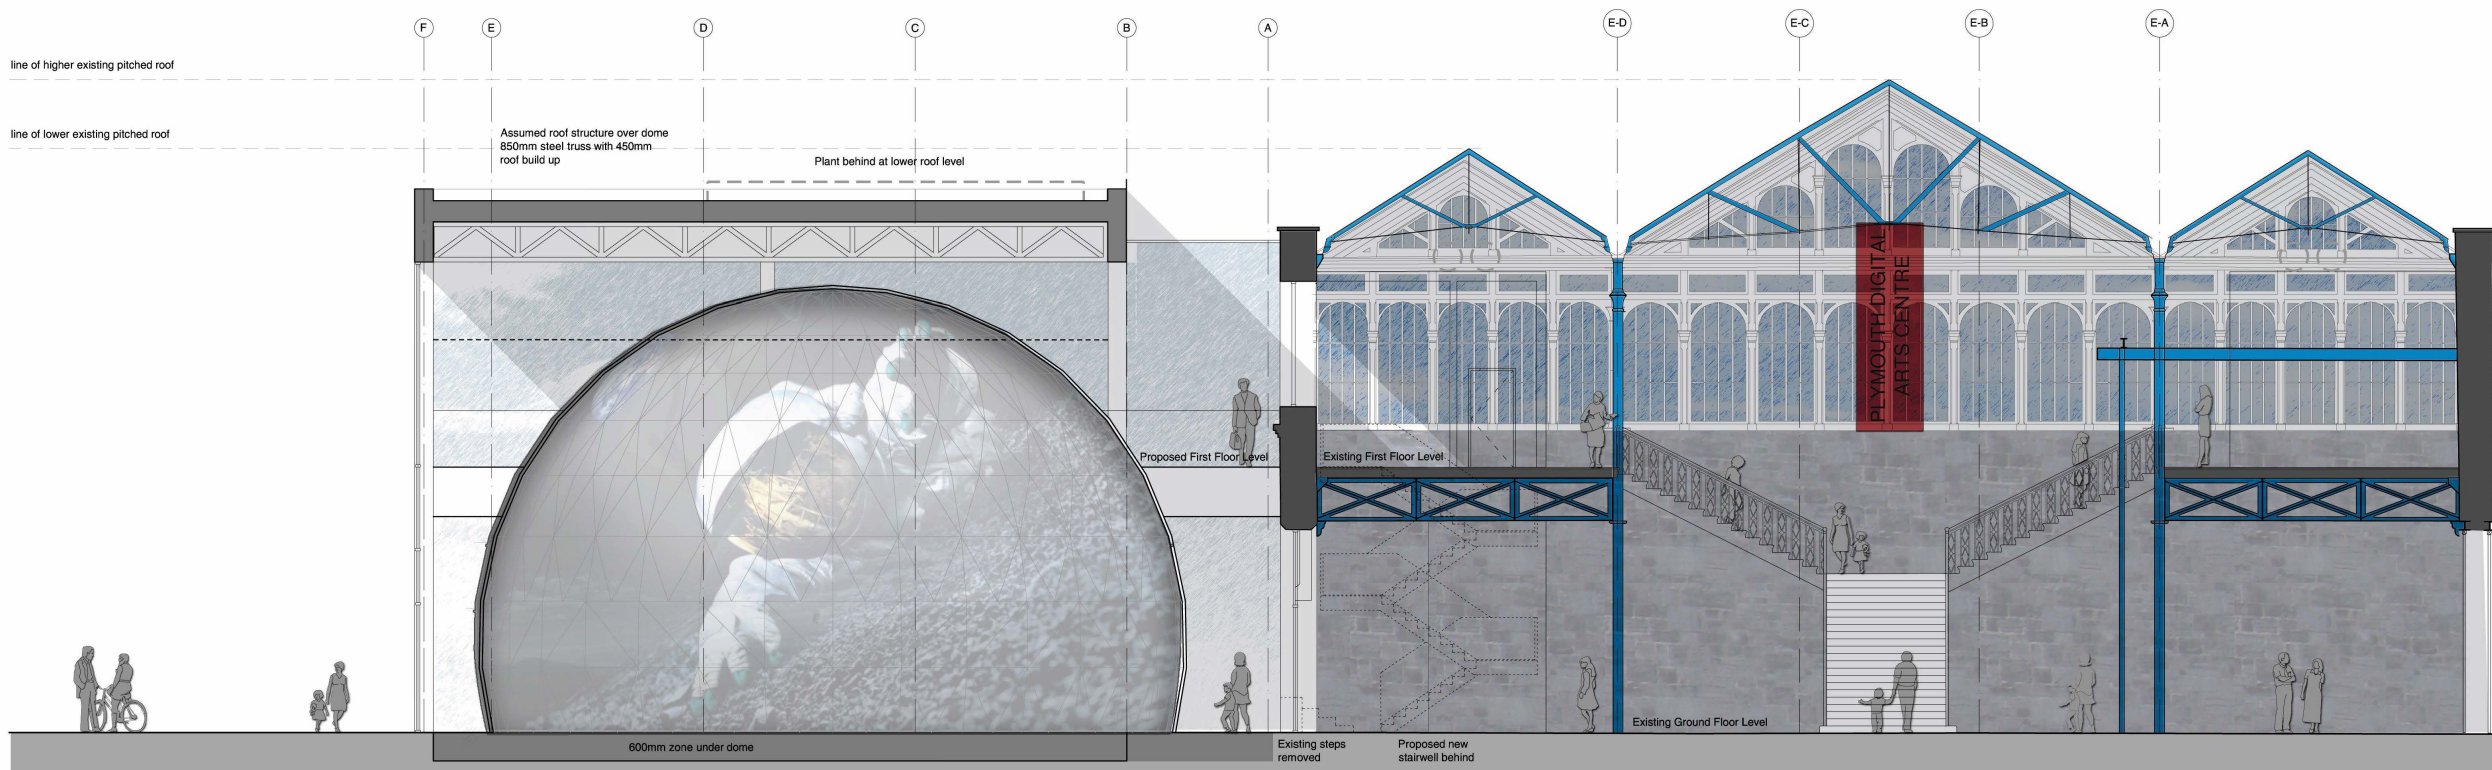 F
E
D
C
B
A
E-D
E-C
E-B
E-A
line of higher existing pitched roof
line of lower existing pitched roof
Assumed roof structure over dome
850mm steel truss with 450mm
roof build up
Plant behind at lower roof level
PLYMOUTH DIGITAL
ARTS CENTRE
Proposed First Floor Level
Existing First Floor Level
Existing Ground Floor Level
600mm zone under dome
Existing steps
removed
Proposed new
stairwell behind